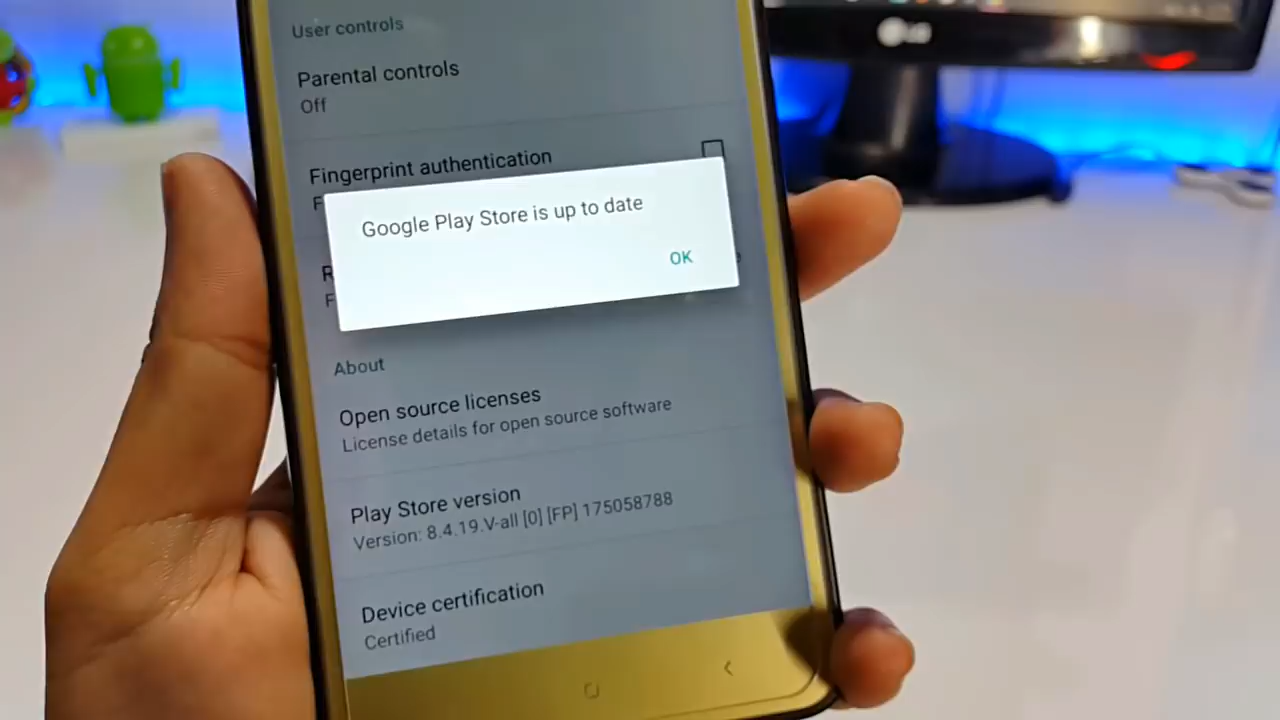 LG
User controls
Parental controls
Off
Fingerprint authentication
F
Google Play Store is up to date
OK
R
F
About
Open source licenses
License details for open source software
Play Store version
Version: 8.4.19.V-all [0] [FP] 175058788
Device certification
Certified